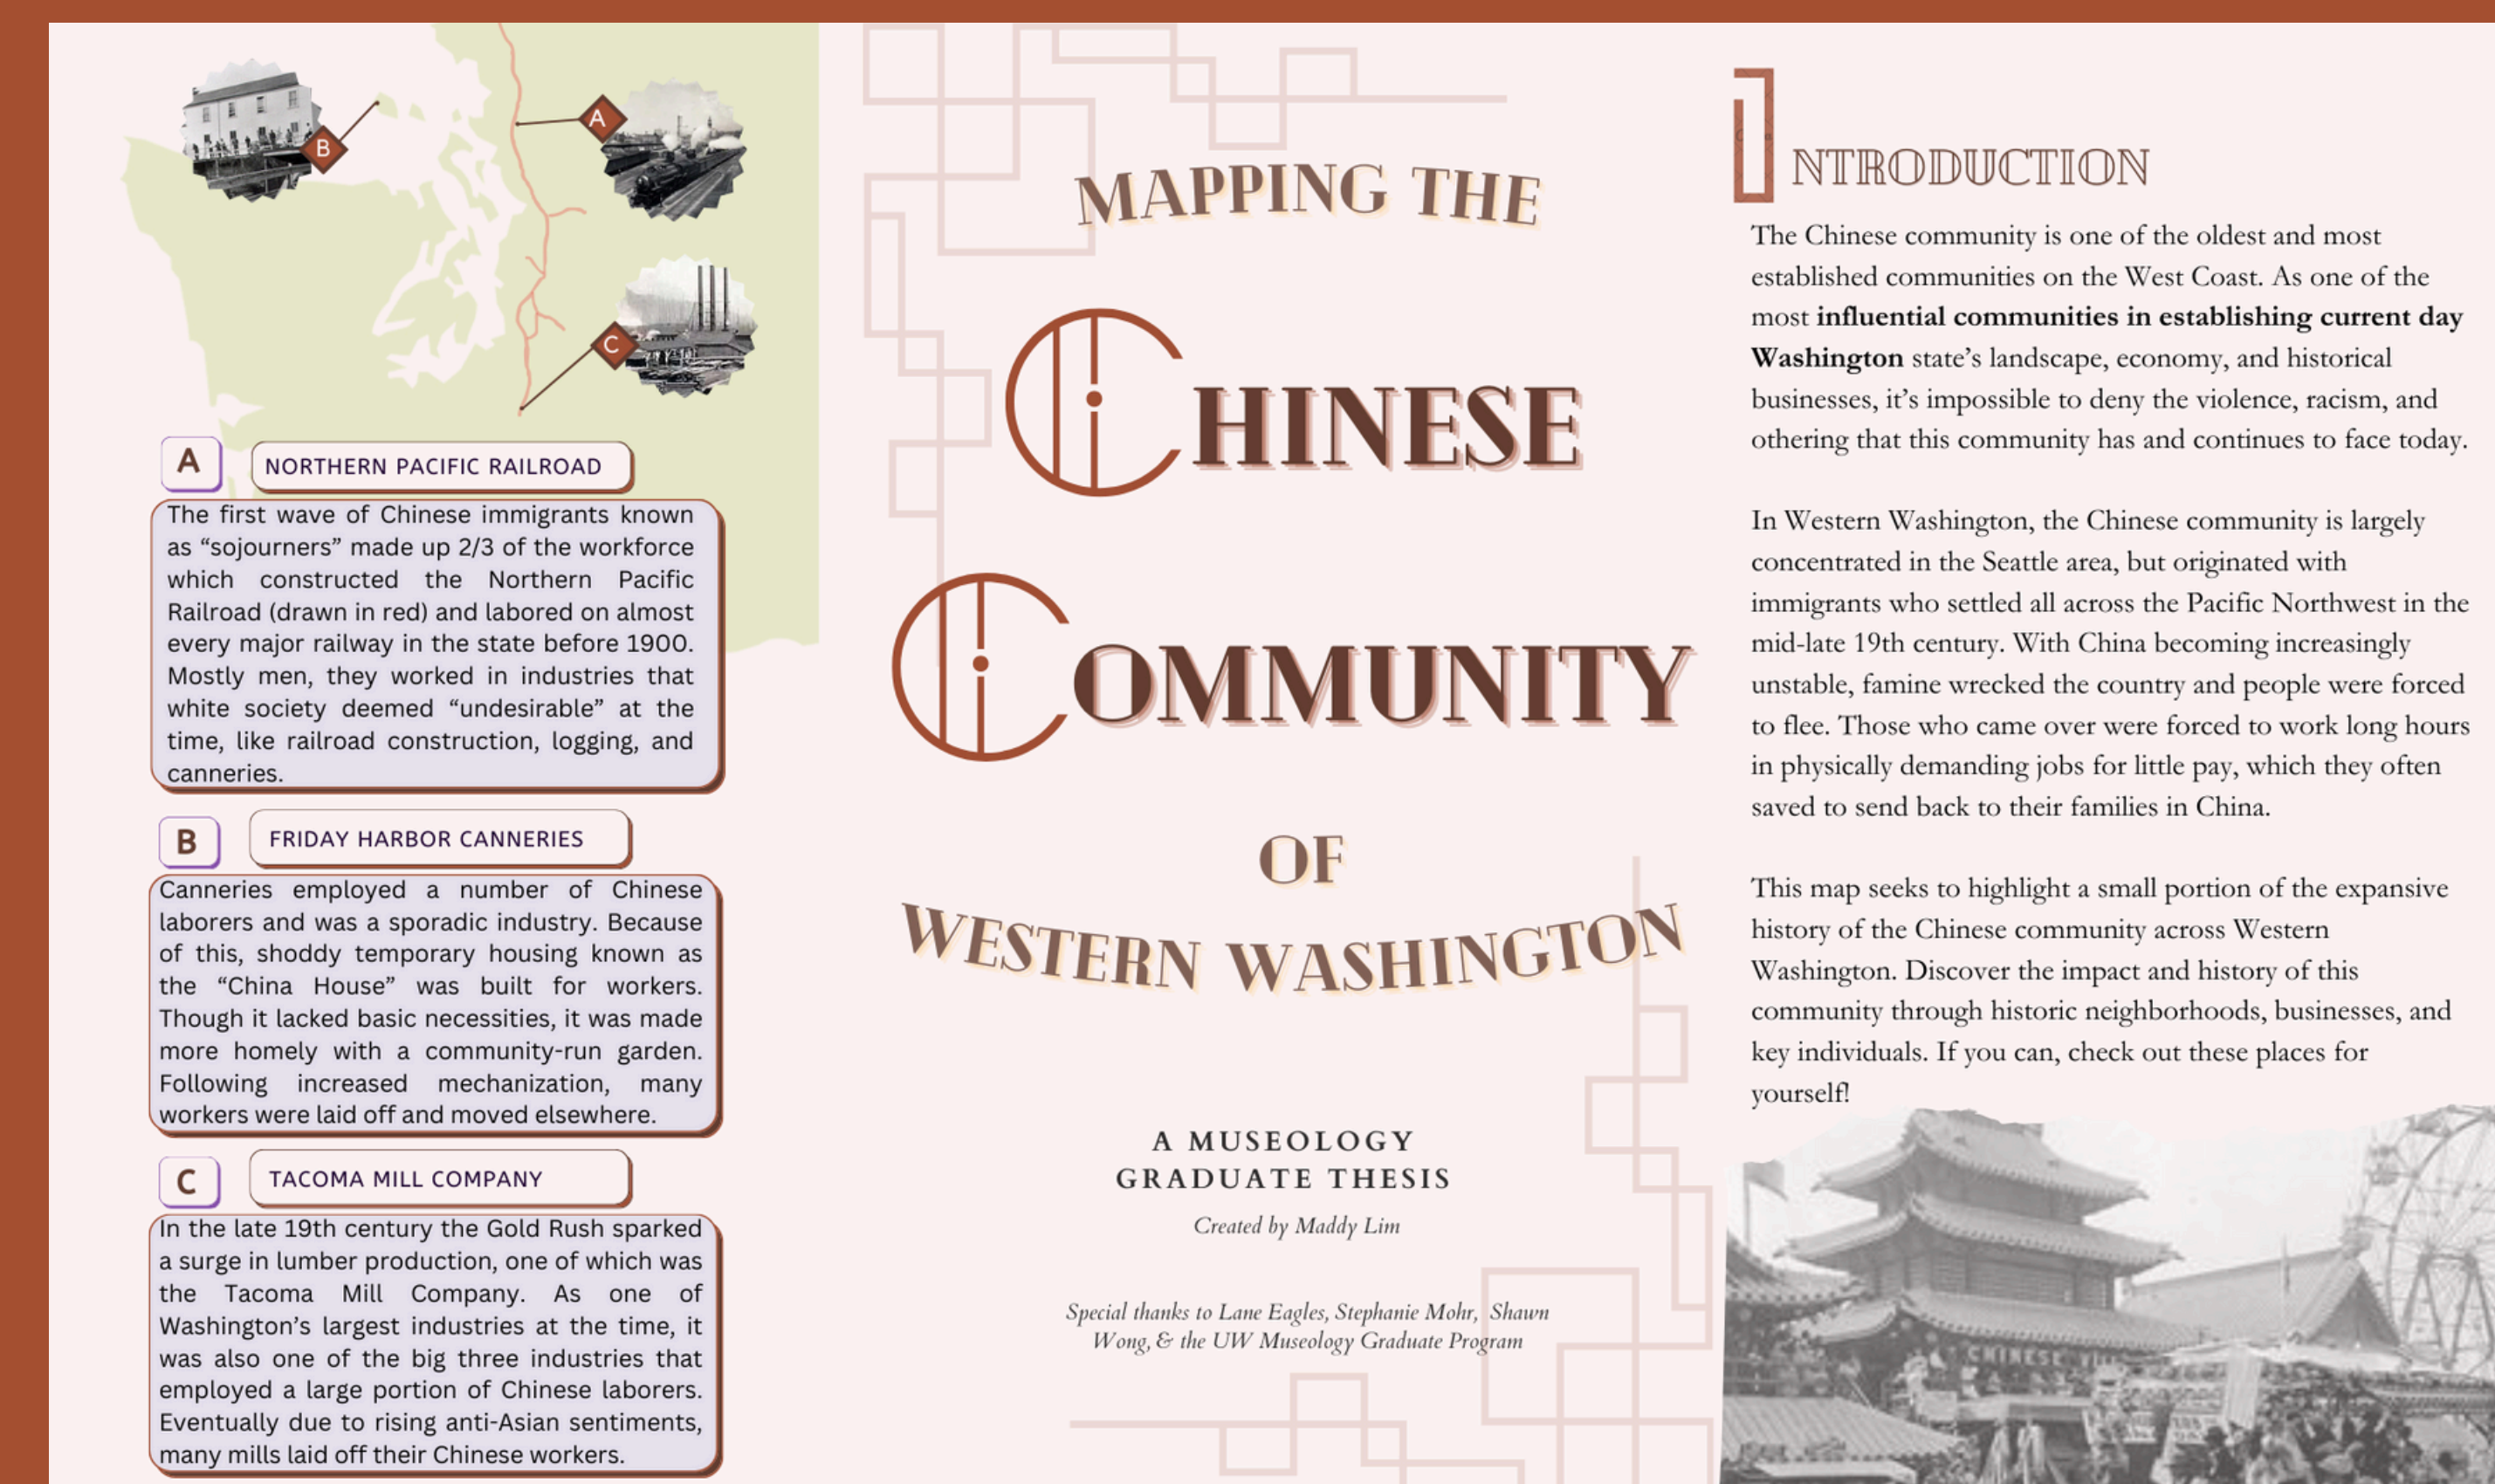 B
A
C
A
NORTHERN PACIFIC RAILROAD
The first wave of Chinese immigrants known
as “sojourners” made up 2/3 of the workforce
which constructed the Northern Pacific
Railroad (drawn in red) and labored on almost
every major railway in the state before 1900.
Mostly men, they worked in industries that
white society deemed “undesirable” at the
time, like railroad construction, logging, and
canneries.
B
FRIDAY HARBOR CANNERIES
Canneries employed a number of Chinese
laborers and was a sporadic industry. Because
of this, shoddy temporary housing known as
the “China House” was built for workers.
Though it lacked basic necessities, it was made
more homely with a community-run garden.
Following increased mechanization, many
workers were laid off and moved elsewhere.
C
TACOMA MILL COMPANY
In the late 19th century the Gold Rush sparked
a surge in lumber production, one of which was
the Tacoma Mill Company. As one of
Washington’s largest industries at the time, it
was also one of the big three industries that
employed a large portion of Chinese laborers.
Eventually due to rising anti-Asian sentiments,
many mills laid off their Chinese workers.
MAPPING THE
CHINESE
COMMUNITY
OF
WESTERN WASHINGTON
A MUSEOLOGY
GRADUATE THESIS
Created by Maddy Lim
Special thanks to Lane Eagles, Stephanie Mohr, Shawn
Wong, & the UW Museology Graduate Program
INTRODUCTION
The Chinese community is one of the oldest and most
established communities on the West Coast. As one of the
most influential communities in establishing current day
Washington state’s landscape, economy, and historical
businesses, it’s impossible to deny the violence, racism, and
othering that this community has and continues to face today.
In Western Washington, the Chinese community is largely
concentrated in the Seattle area, but originated with
immigrants who settled all across the Pacific Northwest in the
mid-late 19th century. With China becoming increasingly
unstable, famine wrecked the country and people were forced
to flee. Those who came over were forced to work long hours
in physically demanding jobs for little pay, which they often
saved to send back to their families in China.
This map seeks to highlight a small portion of the expansive
history of the Chinese community across Western
Washington. Discover the impact and history of this
community through historic neighborhoods, businesses, and
key individuals. If you can, check out these places for
yourself!
CHINESE